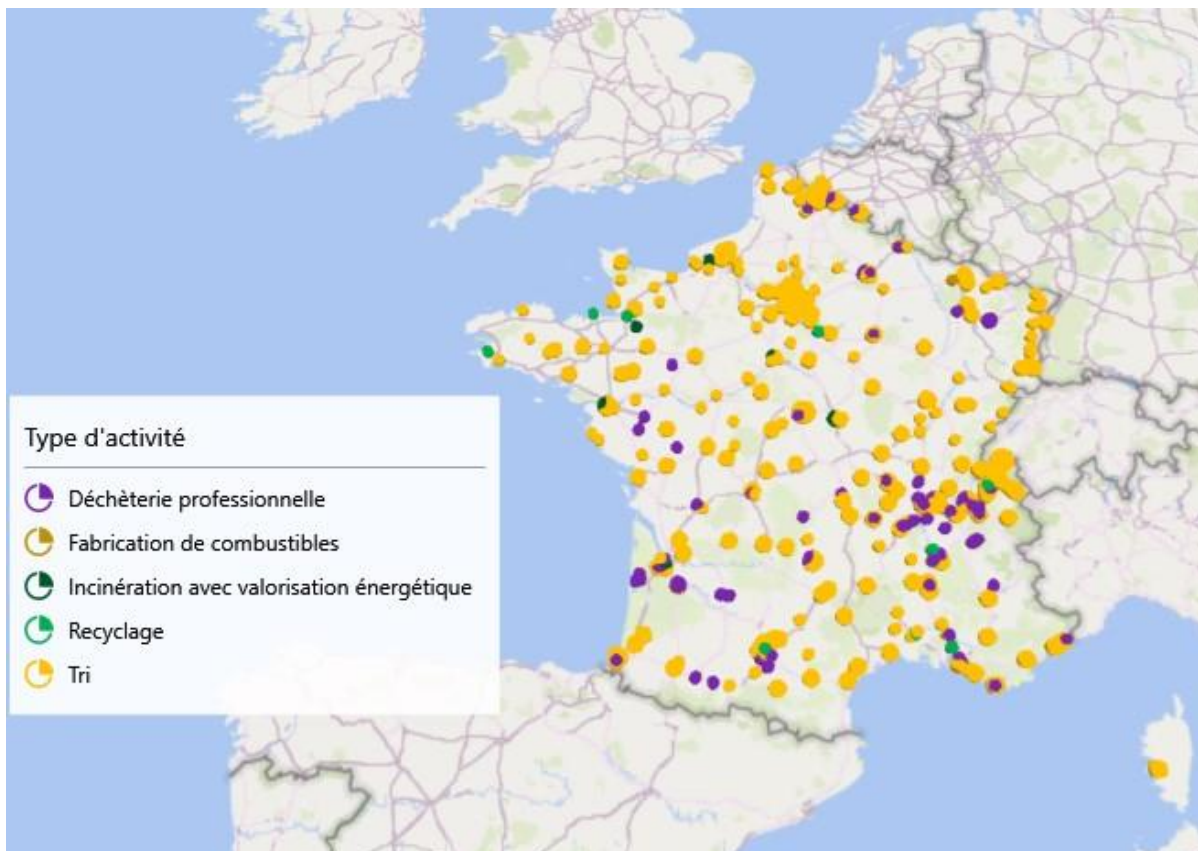 Type d'activité
Déchèterie professionnelle
Fabrication de combustibles
Incinération avec valorisation énergétique
Recyclage
Tri